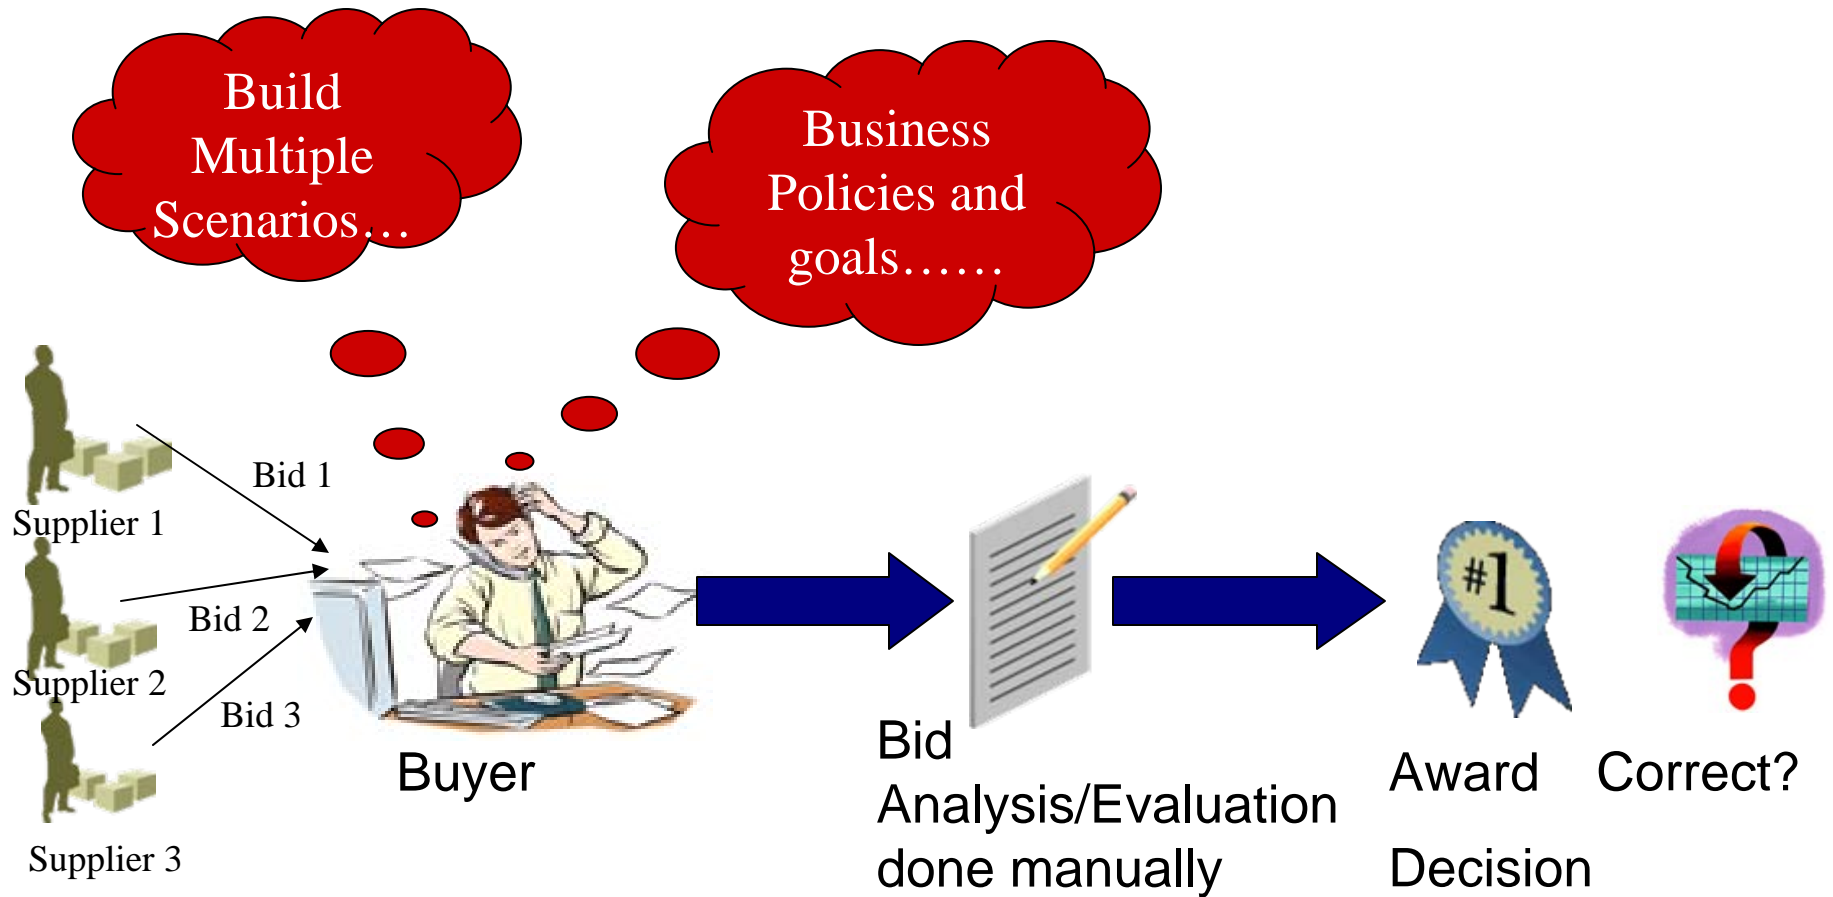 Build
Multiple
Scenarios…
Business
Policies and
goals……
Bid 1
Supplier 1
Bid 2
Supplier 2
Bid 3
Supplier 3
Buyer
Bid
Analysis/Evaluation
done manually
#1
Award
Decision
Correct?